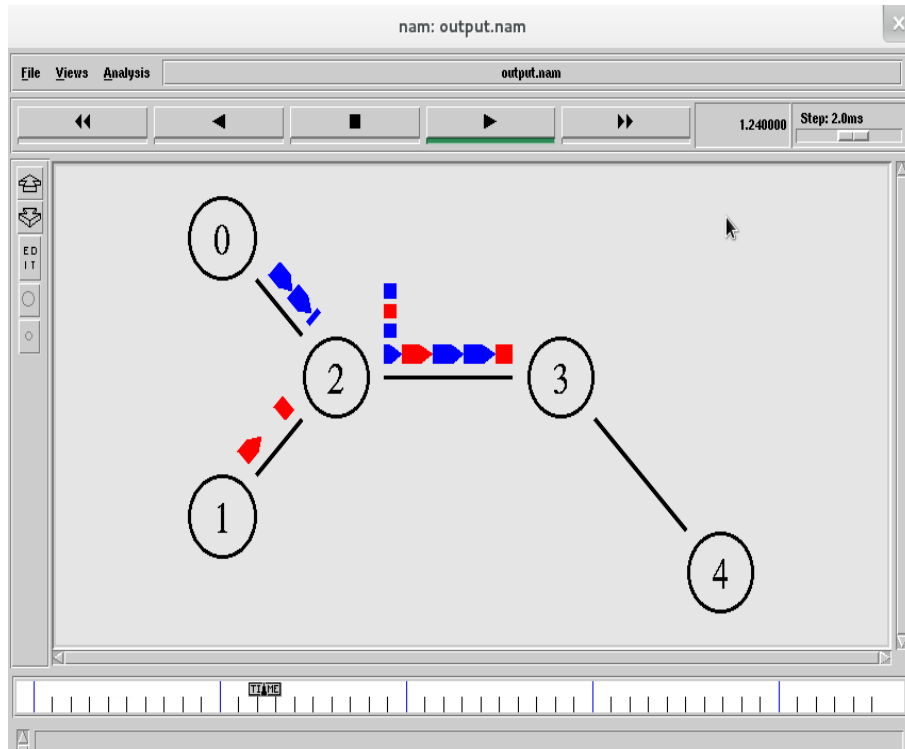 nam: output.nam
X
File Views Analysis output.nam
1.240000 Step: 2.0ms
ED
IT
0
2 3
1
4
TIME